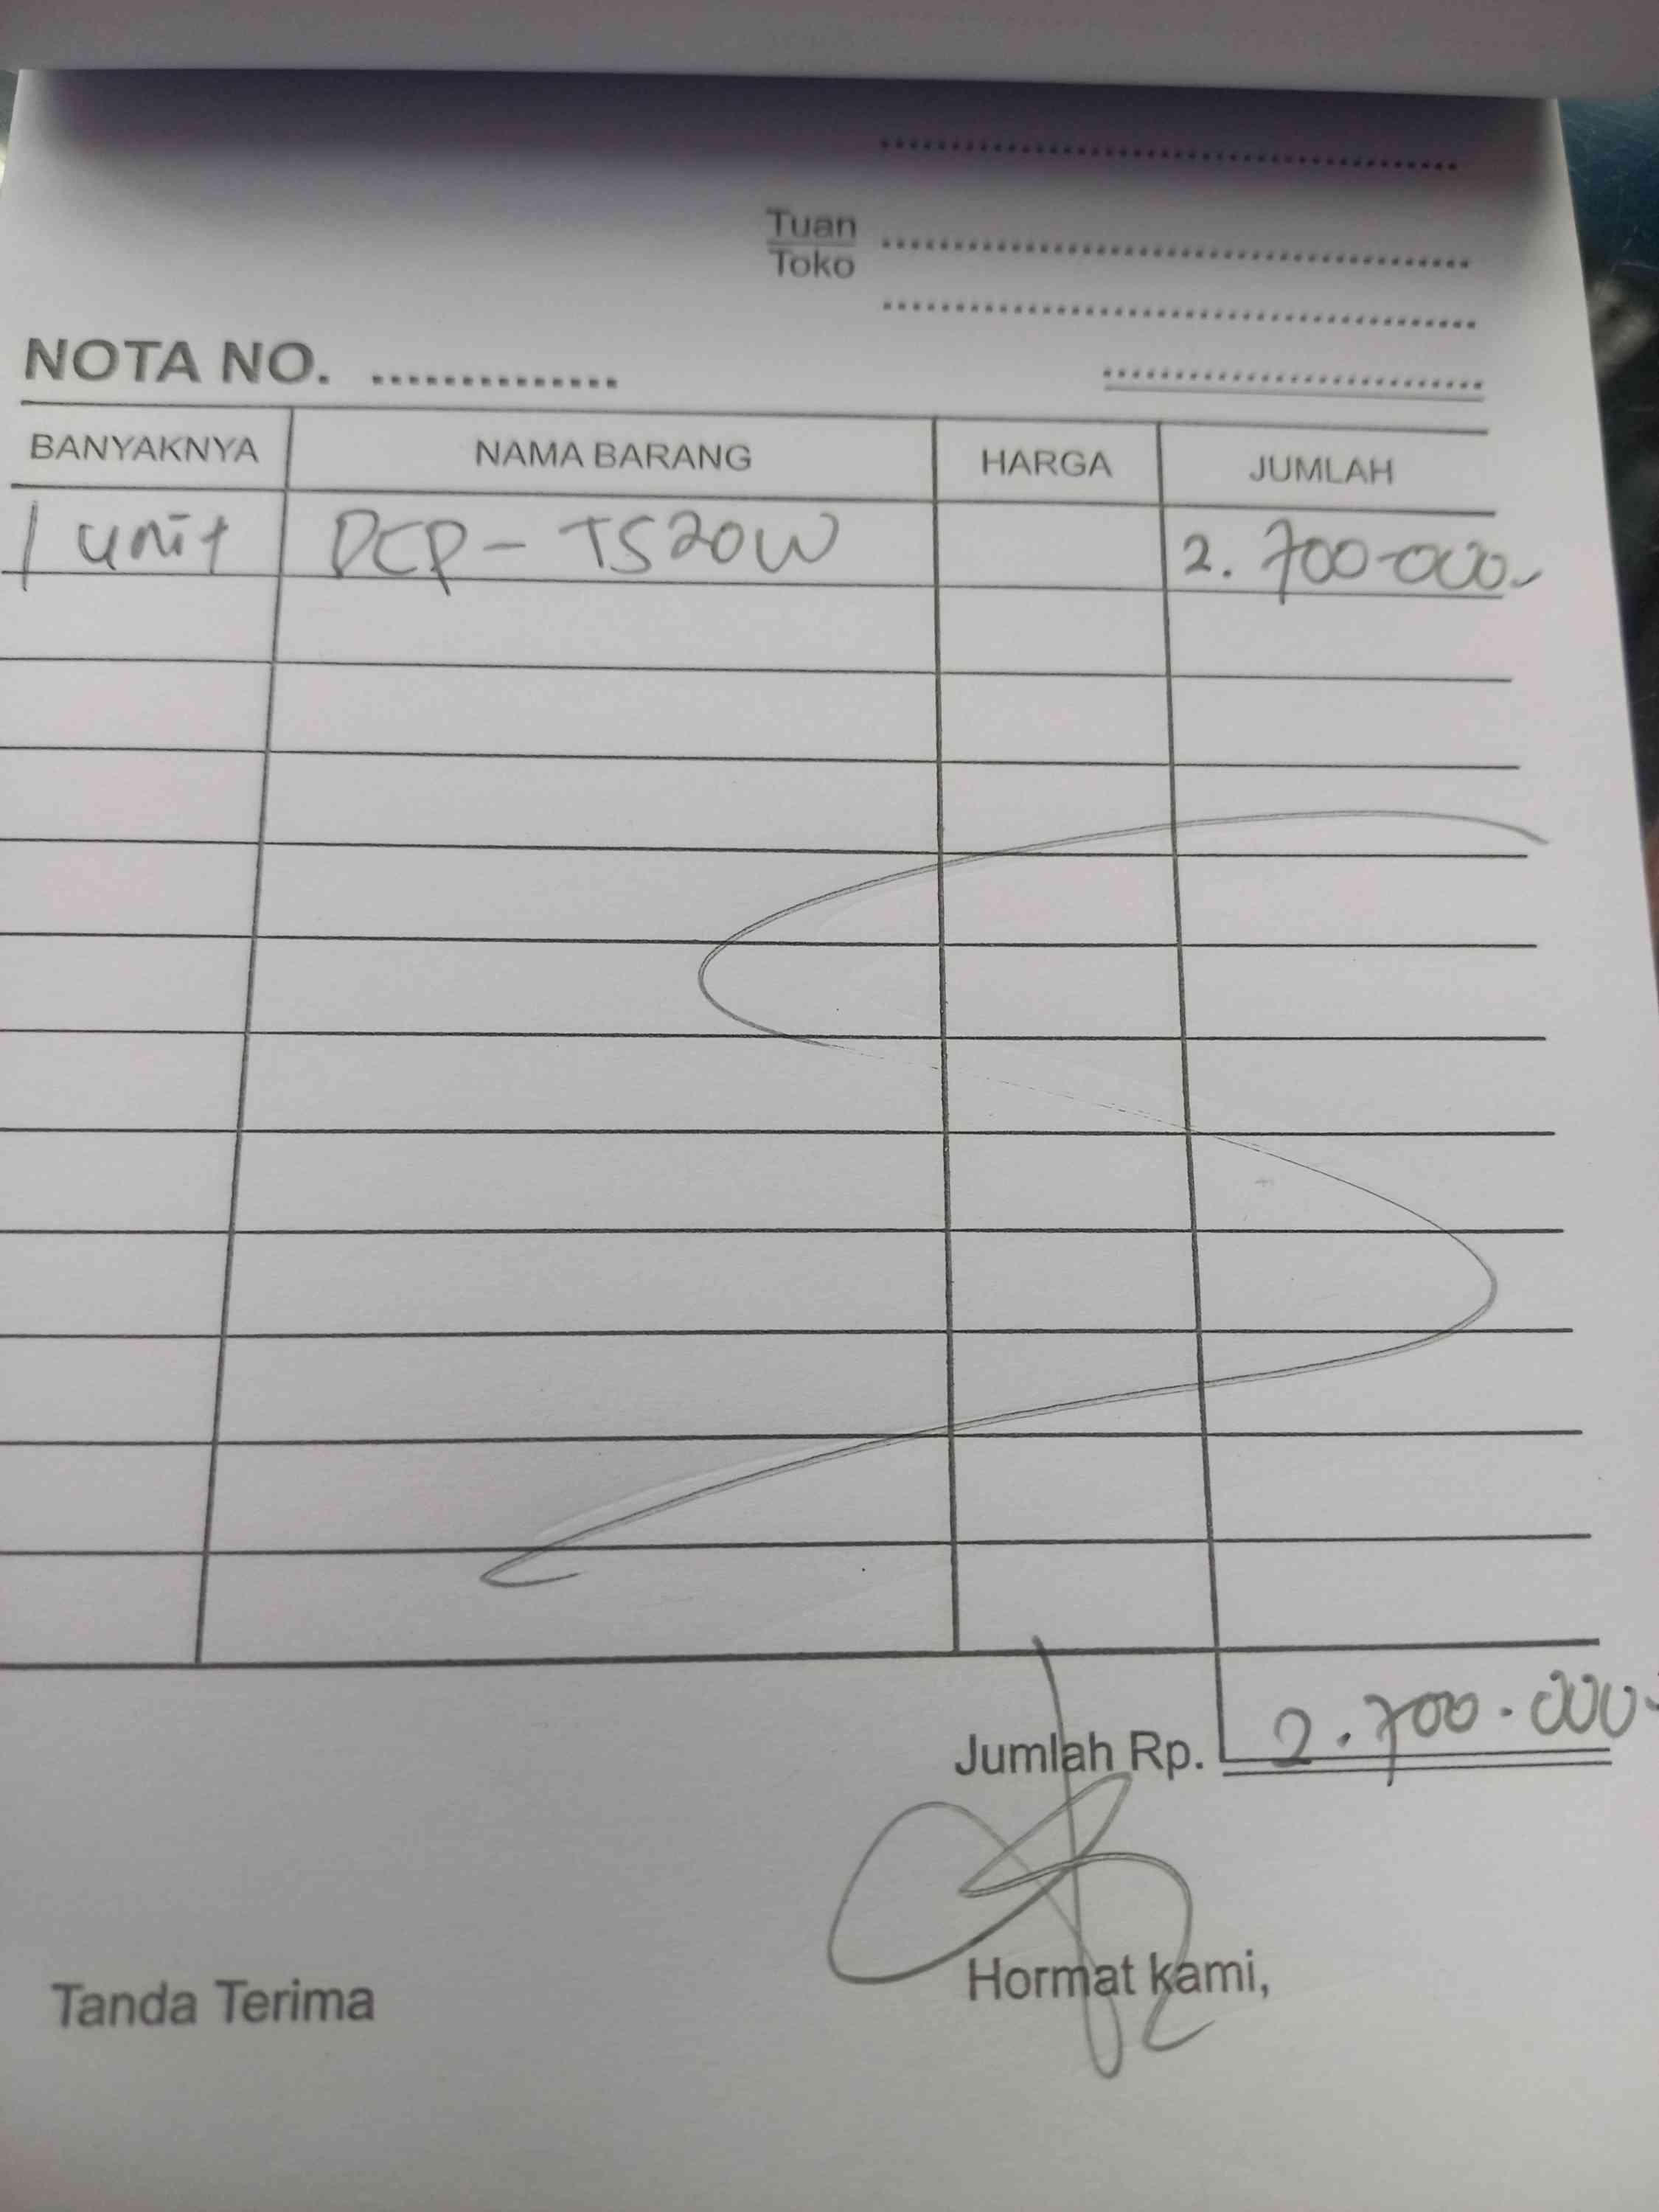 Tuan
Toko
NOTA NO. ..............
BANYAKNYA NAMA BARANG HARGA JUMLAH
1 unit DCP - T520W 2.700.000.-
Jumlah Rp. 2.700.000.-
Tanda Terima Hormat kami,